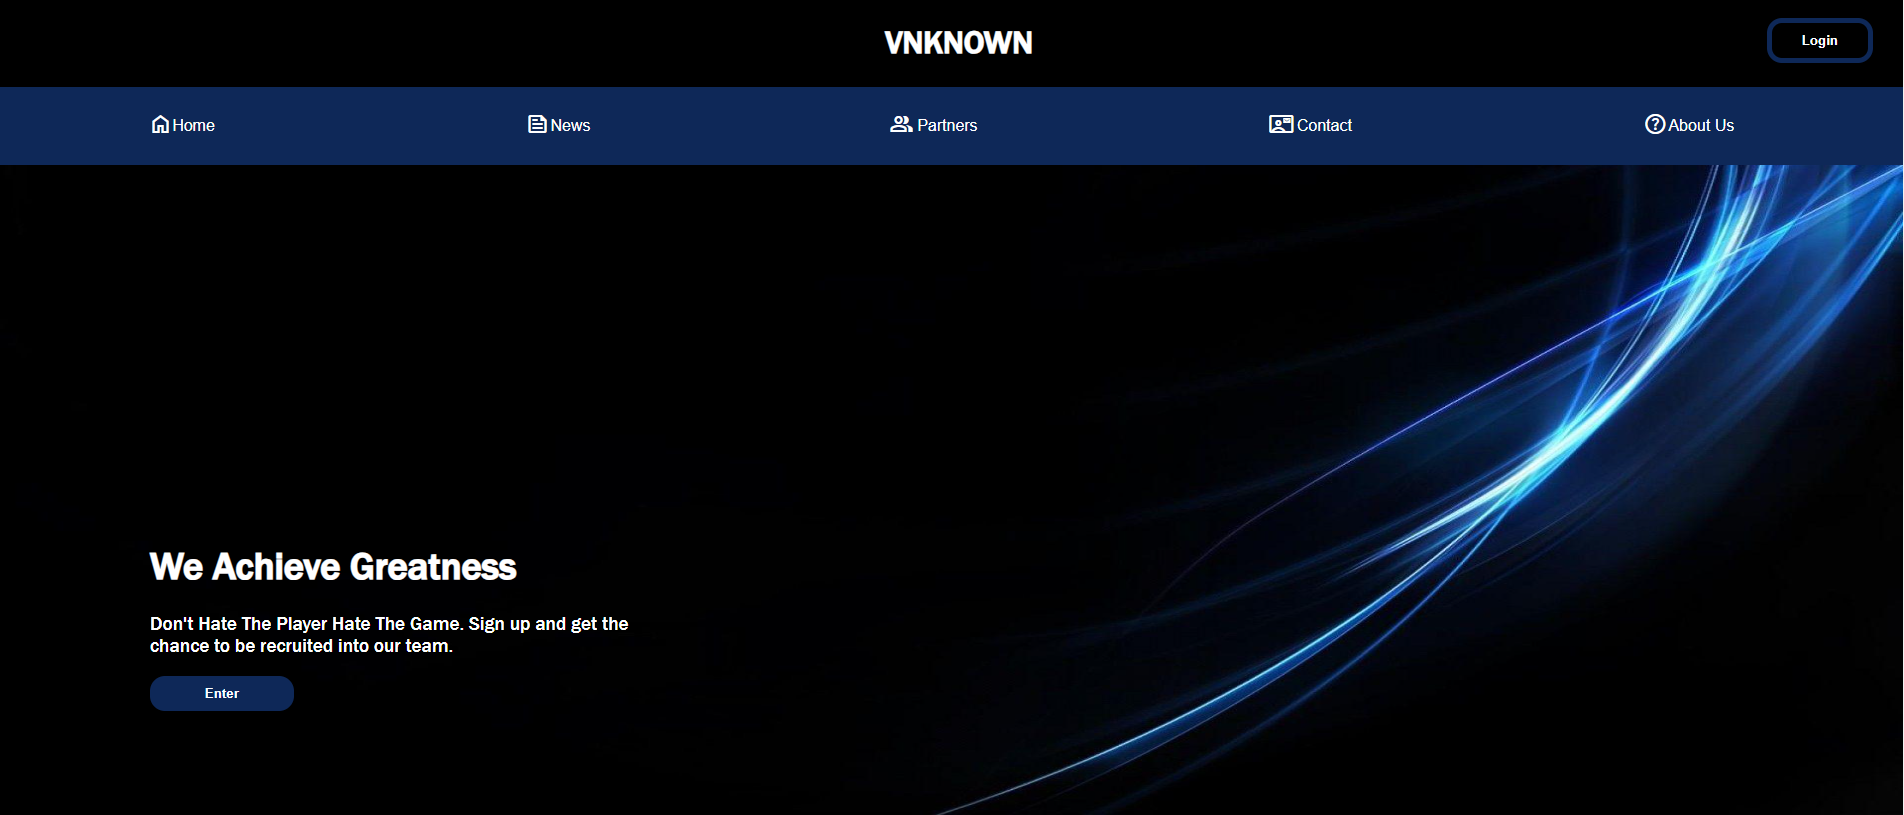 VNKNOWN
Login
Home
News
Partners
Contact
About Us
We Achieve Greatness
Don't Hate The Player Hate The Game. Sign up and get the
chance to be recruited into our team.
Enter